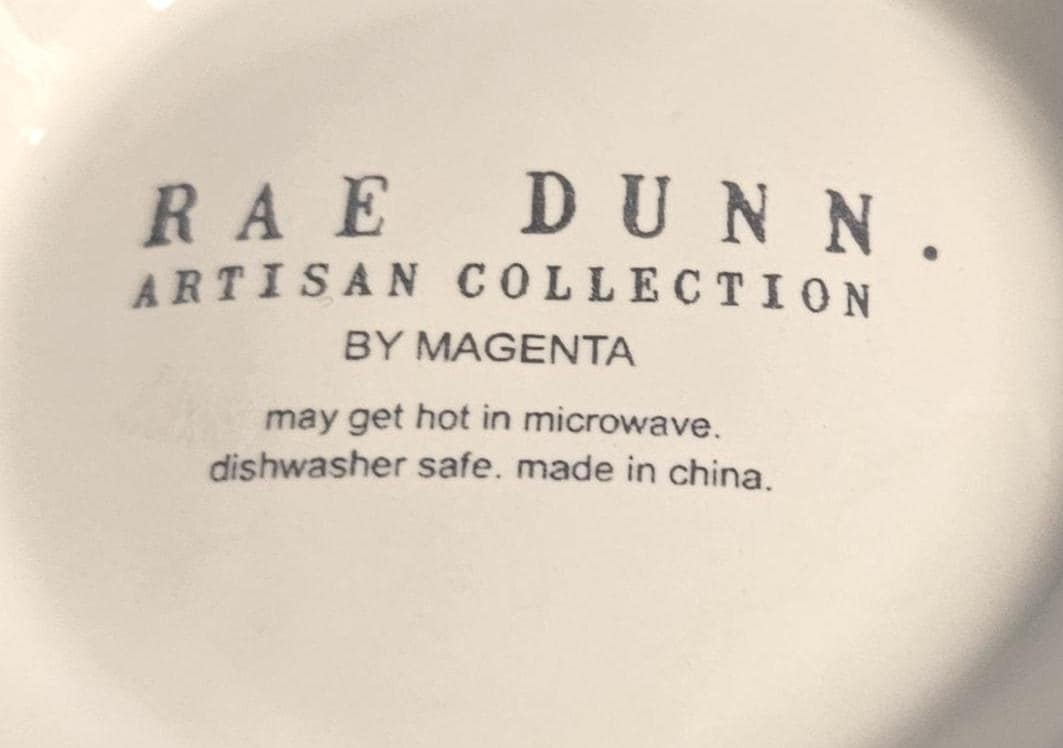 RAE DUNN.
ARTISAN COLLECTION
BY MAGENTA
may get hot in microwave.
dishwasher safe. made in china.